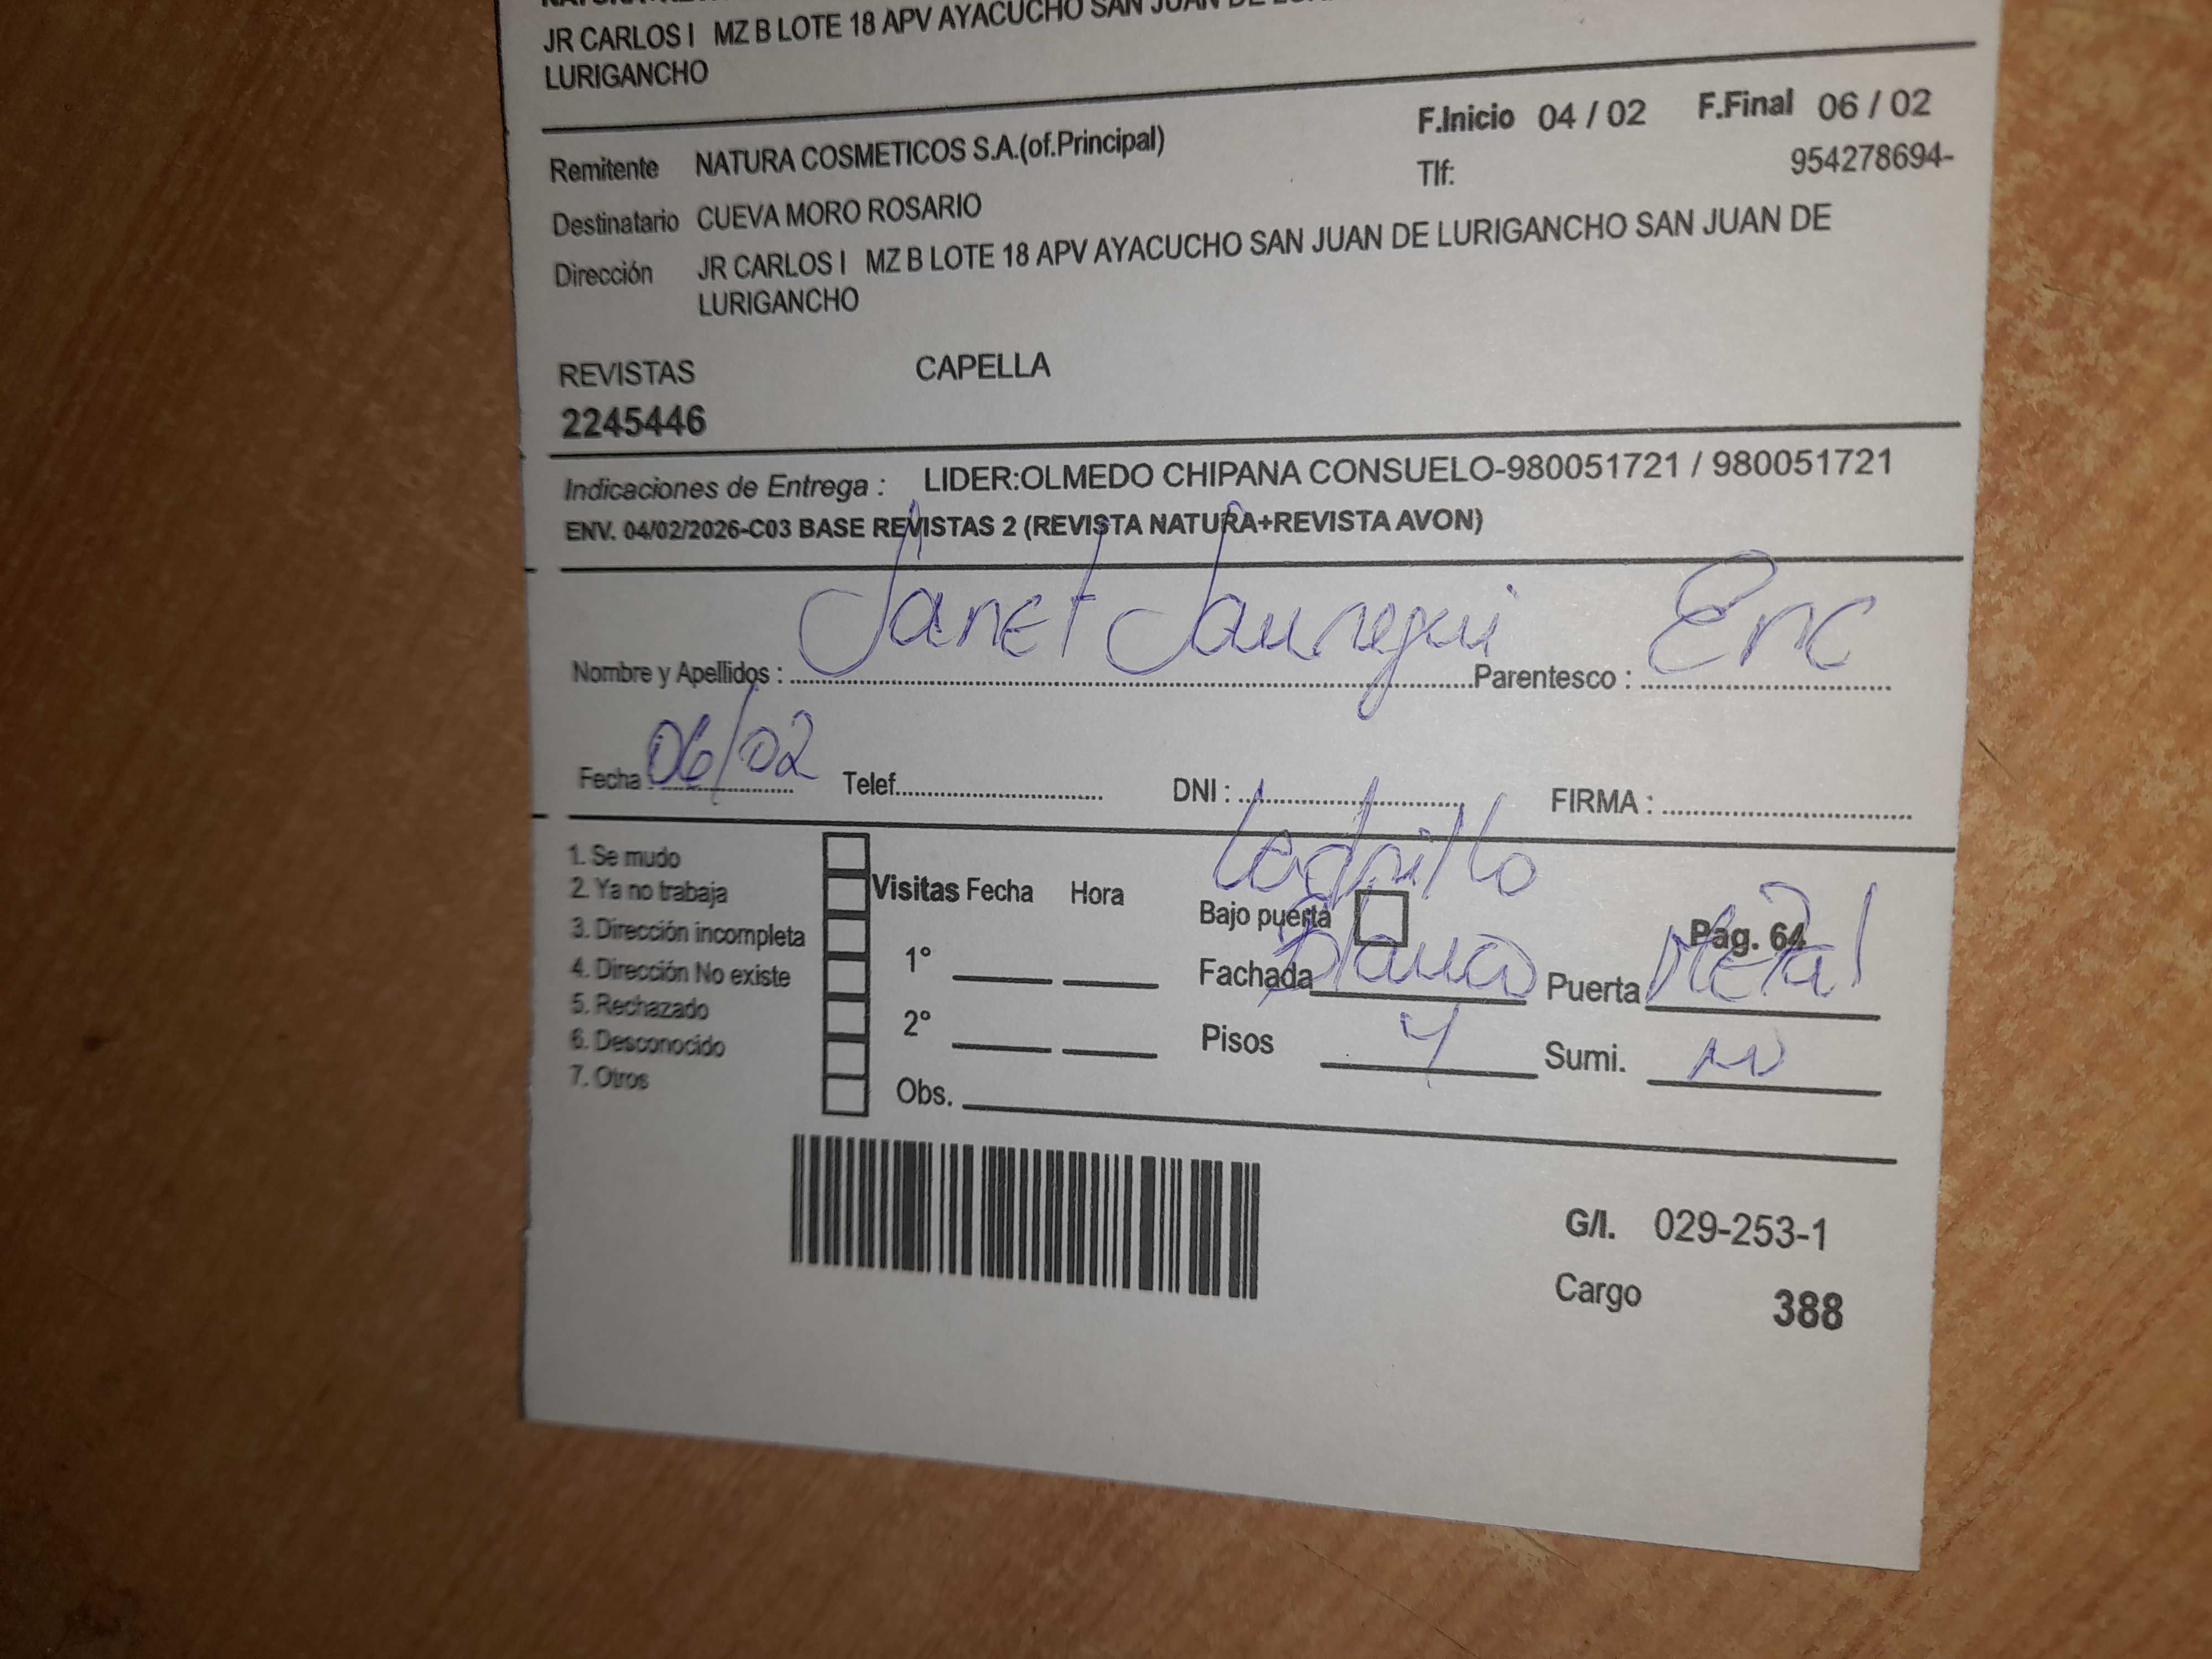 JR CARLOS I MZ B LOTE 18 APV AYACUCHO SAN JUAN DE
LURIGANCHO
F.Inicio 04 / 02 F.Final 06 / 02
Remitente NATURA COSMETICOS S.A.(of.Principal)
Tlf: 954278694-
Destinatario CUEVA MORO ROSARIO
Dirección JR CARLOS I MZ B LOTE 18 APV AYACUCHO SAN JUAN DE LURIGANCHO SAN JUAN DE
LURIGANCHO
REVISTAS CAPELLA
2245446
Indicaciones de Entrega : LIDER:OLMEDO CHIPANA CONSUELO-980051721 / 980051721
ENV. 04/02/2026-C03 BASE REVISTAS 2 (REVISTA NATURA+REVISTA AVON)
Nombre y Apellidos : Janet Jauregui Parentesco : Enc
Fecha : 06/02 Telef. DNI : FIRMA :
Ladrillo
1. Se mudo
2. Ya no trabaja
3. Dirección incompleta
4. Dirección No existe
5. Rechazado
6. Desconocido
7. Otros
Visitas Fecha Hora
1°
2°
Obs.
Bajo puerta Pag. 64
Fachada Blanco Puerta Metal
Pisos 4 Sumi.
G/I. 029-253-1
Cargo 388